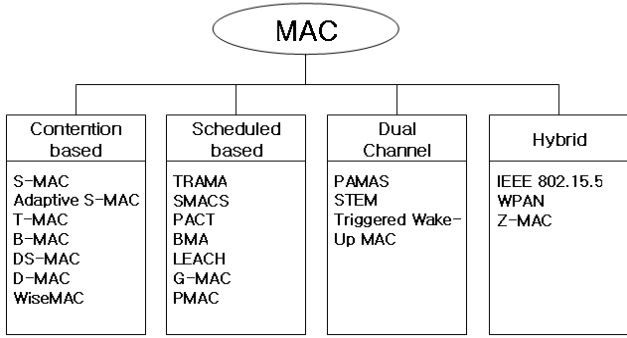 MAC
Contention
based
S-MAC
Adaptive S-MAC
T-MAC
B-MAC
DS-MAC
D-MAC
WiseMAC
Scheduled
based
TRAMA
SMACS
PACT
BMA
LEACH
G-MAC
PMAC
Dual
Channel
PAMAS
STEM
Triggered Wake-
Up MAC
Hybrid
IEEE 802.15.5
WPAN
Z-MAC